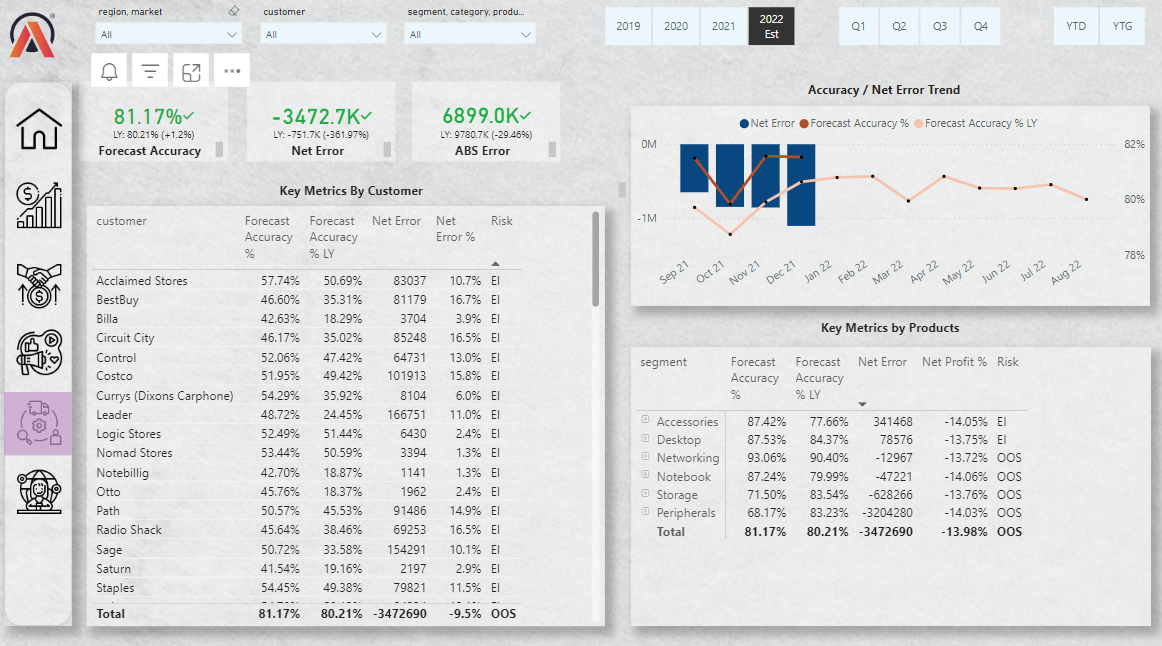 region, market
All
customer
All
segment, category, produ...
All
2019
2020
2021
2022
Est
Q1
Q2
Q3
Q4
YTD
YTG
81.17%
LY: 80.21% (+1.2%)
Forecast Accuracy
-3472.7K
LY: -751.7K (-361.97%)
Net Error
6899.0K
LY: 9780.7K (-29.46%)
ABS Error
Accuracy / Net Error Trend
Net Error Forecast Accuracy % Forecast Accuracy % LY
0M
-1M
82%
80%
78%
Sep 21 Oct 21 Nov 21 Dec 21 Jan 22 Feb 22 Mar 22 Apr 22 May 22 Jun 22 Jul 22 Aug 22
Key Metrics By Customer
customer Forecast Accuracy % Forecast Accuracy % LY Net Error Net Error % Risk
Acclaimed Stores 57.74% 50.69% 83037 10.7% EI
BestBuy 46.60% 35.31% 81179 16.7% EI
Billa 42.63% 18.29% 3704 3.9% EI
Circuit City 46.17% 35.02% 85248 16.5% EI
Control 52.06% 47.42% 64731 13.0% EI
Costco 51.95% 49.42% 101913 15.8% EI
Currys (Dixons Carphone) 54.29% 35.92% 8104 6.0% EI
Leader 48.72% 24.45% 166751 11.0% EI
Logic Stores 52.49% 51.44% 6430 2.4% EI
Nomad Stores 53.44% 50.59% 3394 1.3% EI
Notebillig 42.70% 18.87% 1141 1.3% EI
Otto 45.76% 18.37% 1962 2.4% EI
Path 50.57% 45.53% 91486 14.9% EI
Radio Shack 45.64% 38.46% 69253 16.5% EI
Sage 50.72% 33.58% 154291 10.1% EI
Saturn 41.54% 19.16% 2197 2.9% EI
Staples 54.45% 49.38% 79821 11.5% EI
Total 81.17% 80.21% -3472690 -9.5% OOS
Key Metrics by Products
segment Forecast Accuracy % Forecast Accuracy % LY Net Error Net Profit % Risk
Accessories 87.42% 77.66% 341468 -14.05% EI
Desktop 87.53% 84.37% 78576 -13.75% EI
Networking 93.06% 90.40% -12967 -13.72% OOS
Notebook 87.24% 79.99% -47221 -14.06% OOS
Storage 71.50% 83.54% -628266 -13.76% OOS
Peripherals 68.17% 83.23% -3204280 -14.03% OOS
Total 81.17% 80.21% -3472690 -13.98% OOS